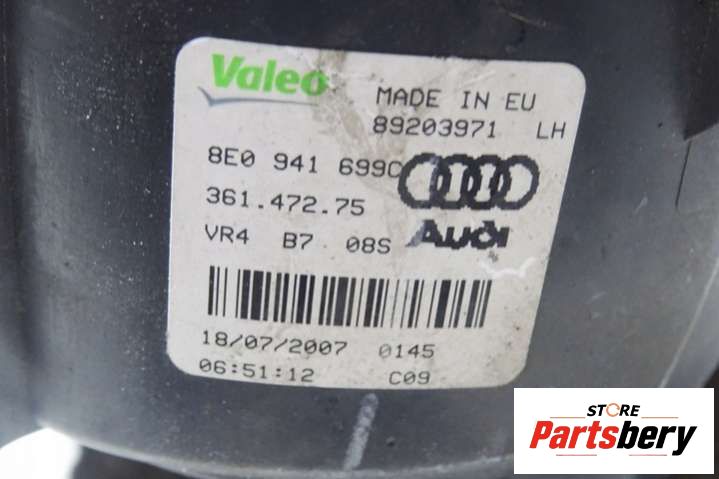 Valeo
MADE IN EU
89203971 LH
8E0 941 699C
361.472.75
VR4 B7 08S
Audi
18/07/2007 0145
06:51:12 C09
STORE
Partsbery